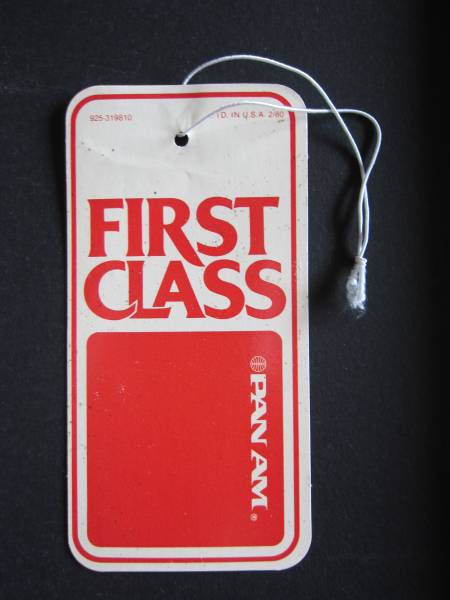 925-319810
D. IN U.S.A. 2/80
FIRST
CLASS
PAN AM®